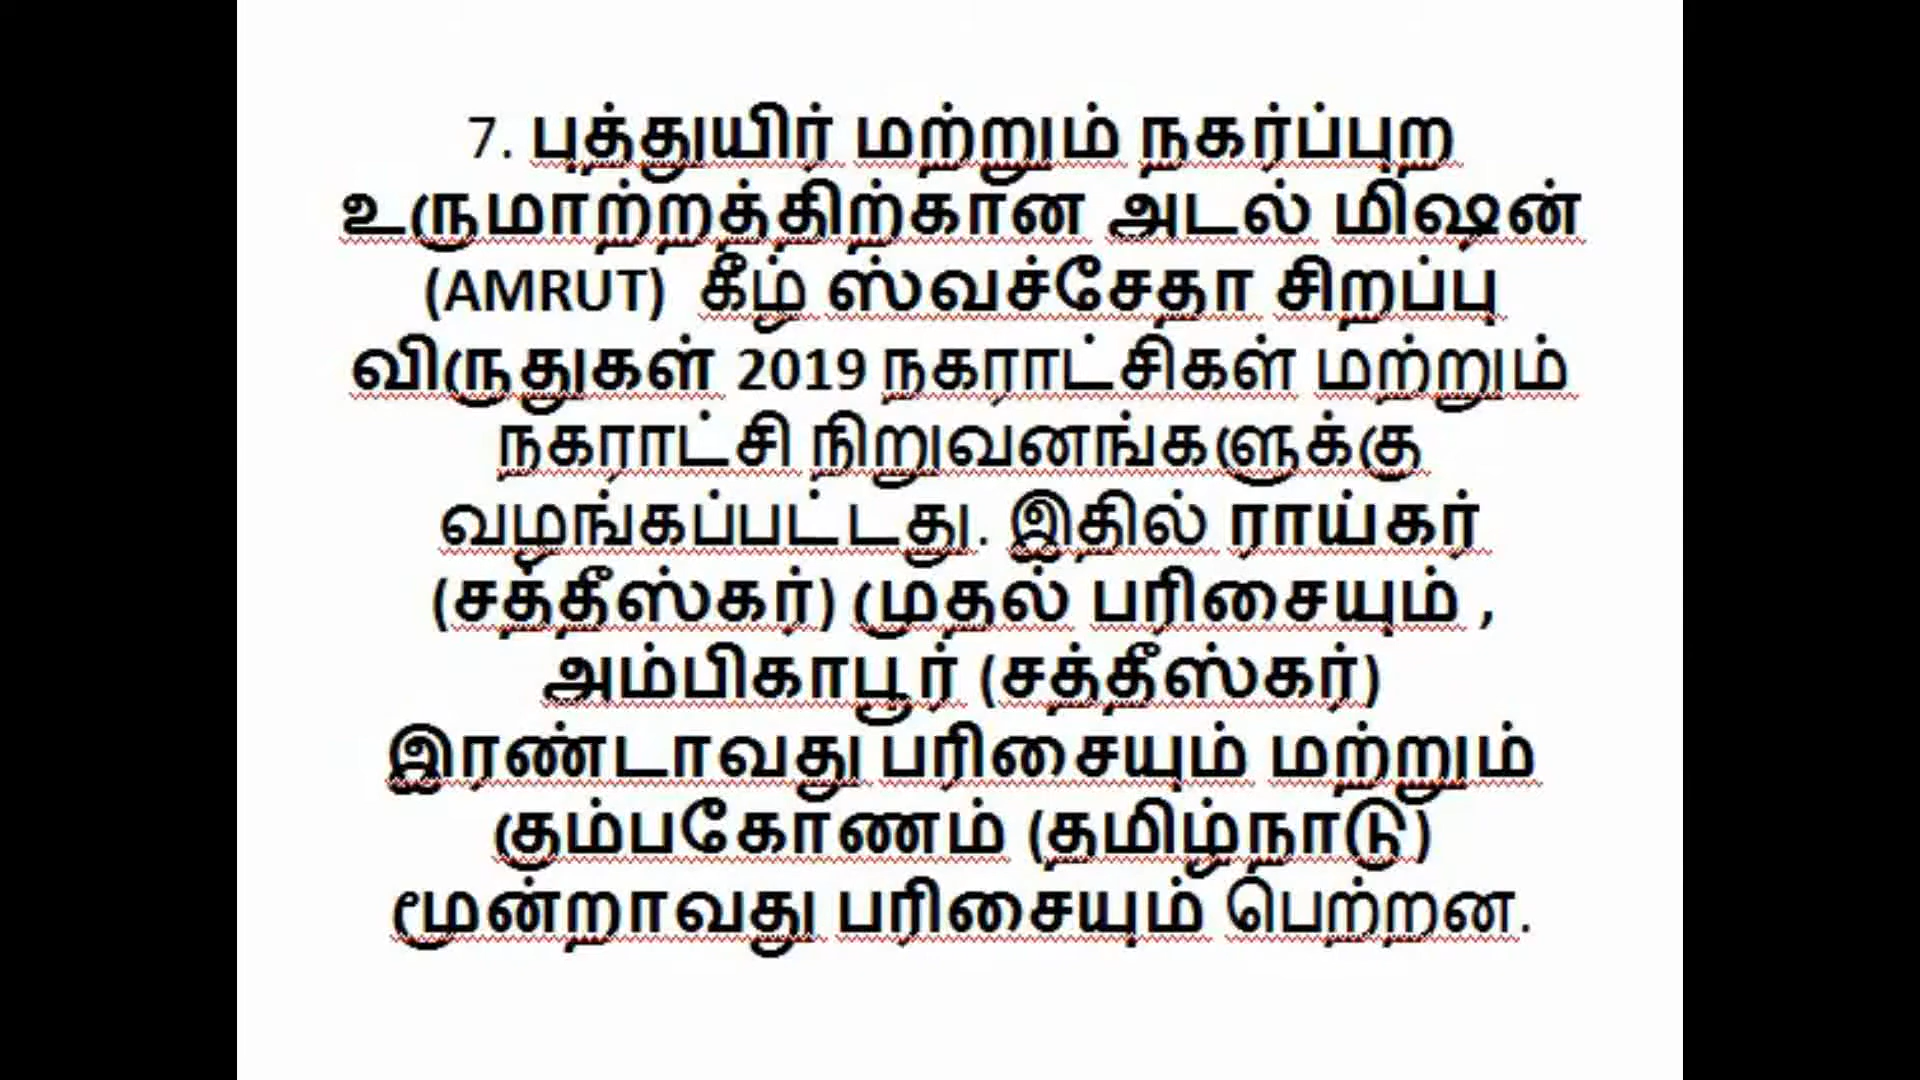 7. புத்துயிர் மற்றும் நகர்ப்புற
உருமாற்றத்திற்கான அடல் மிஷன்
(AMRUT) கீழ் ஸ்வச்சேதா சிறப்பு
விருதுகள் 2019 நகராட்சிகள் மற்றும்
நகராட்சி நிறுவனங்களுக்கு
வழங்கப்பட்டது. இதில் ராய்கர்
(சத்தீஸ்கர்) முதல் பரிசையும் ,
அம்பிகாபூர் (சத்தீஸ்கர்)
இரண்டாவது பரிசையும் மற்றும்
கும்பகோணம் (தமிழ்நாடு)
மூன்றாவது பரிசையும் பெற்றன.